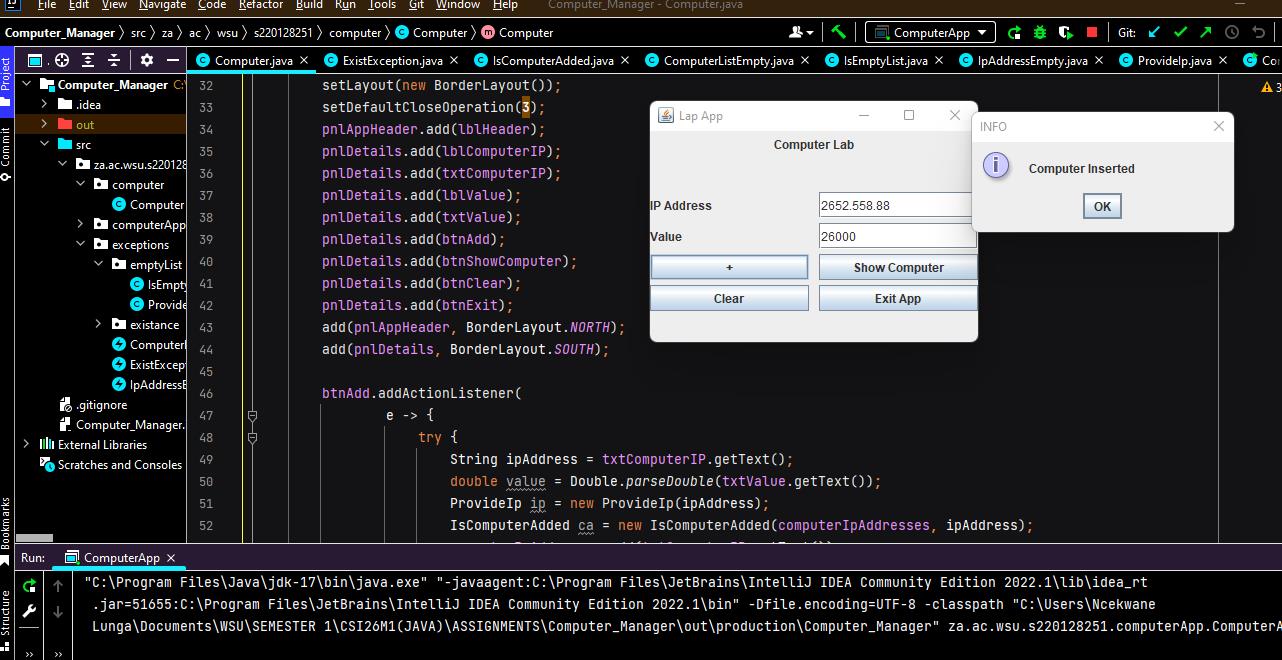 File Edit View Navigate Code Refactor Build Run Tools Git Window Help Computer_Manager - Computer.java
Computer_Manager src za ac wsu s220128251 computer Computer Computer
ComputerApp Git:
Project
Commit
Bookmarks
Structure
Computer.java ExistException.java IsComputerAdded.java ComputerListEmpty.java IsEmptyList.java IpAddressEmpty.java ProvideIp.java Co
Computer_Manager C:\
.idea
out
src
za.ac.wsu.s220128
computer
Computer
computerApp
exceptions
emptyList
IsEmpty
Provide
existance
Computerl
ExistExcep
IpAddressE
.gitignore
Computer_Manager.
External Libraries
Scratches and Consoles
32 setLayout(new BorderLayout());
33 setDefaultCloseOperation(3);
34 pnlAppHeader.add(lblHeader);
35 pnlDetails.add(lblComputerIP);
36 pnlDetails.add(txtComputerIP);
37 pnlDetails.add(lblValue);
38 pnlDetails.add(txtValue);
39 pnlDetails.add(btnAdd);
40 pnlDetails.add(btnShowComputer);
41 pnlDetails.add(btnClear);
42 pnlDetails.add(btnExit);
43 add(pnlAppHeader, BorderLayout.NORTH);
44 add(pnlDetails, BorderLayout.SOUTH);
45
46 btnAdd.addActionListener(
47 e -> {
48 try {
49 String ipAddress = txtComputerIP.getText();
50 double value = Double.parseDouble(txtValue.getText());
51 ProvideIp ip = new ProvideIp(ipAddress);
52 IsComputerAdded ca = new IsComputerAdded(computerIpAddresses, ipAddress);
3
Lap App
Computer Lab
IP Address 2652.558.88
Value 26000
+ Show Computer
Clear Exit App
INFO
Computer Inserted
OK
Run: ComputerApp
"C:\Program Files\Java\jdk-17\bin\java.exe" "-javaagent:C:\Program Files\JetBrains\IntelliJ IDEA Community Edition 2022.1\lib\idea_rt
.jar=51655:C:\Program Files\JetBrains\IntelliJ IDEA Community Edition 2022.1\bin" -Dfile.encoding=UTF-8 -classpath "C:\Users\Ncekwane
Lunga\Documents\WSU\SEMESTER 1\CSI26M1(JAVA)\ASSIGNMENTS\Computer_Manager\out\production\Computer_Manager" za.ac.wsu.s220128251.computerApp.ComputerA